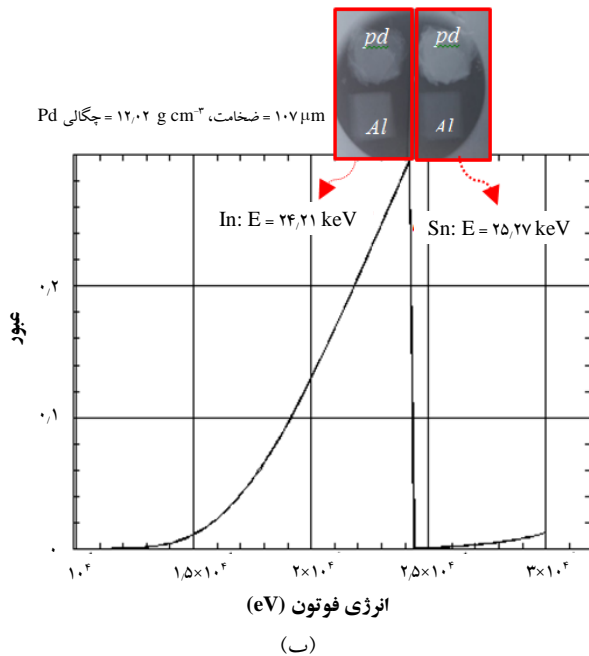 pd pd
Al Al
Pd چگالی = ۱۲٫۰۲ g cm⁻³ ،ضخامت = ۱۰۷ μm
In: E = ۲۴٫۲۱ keV
Sn: E = ۲۵٫۲۷ keV
۰٫۲
۰٫۱
۰
عبور
۱۰⁴ ۱٫۵×۱۰⁴ ۲×۱۰⁴ ۲٫۵×۱۰⁴ ۳×۱۰⁴
انرژی فوتون (eV)
(ب)